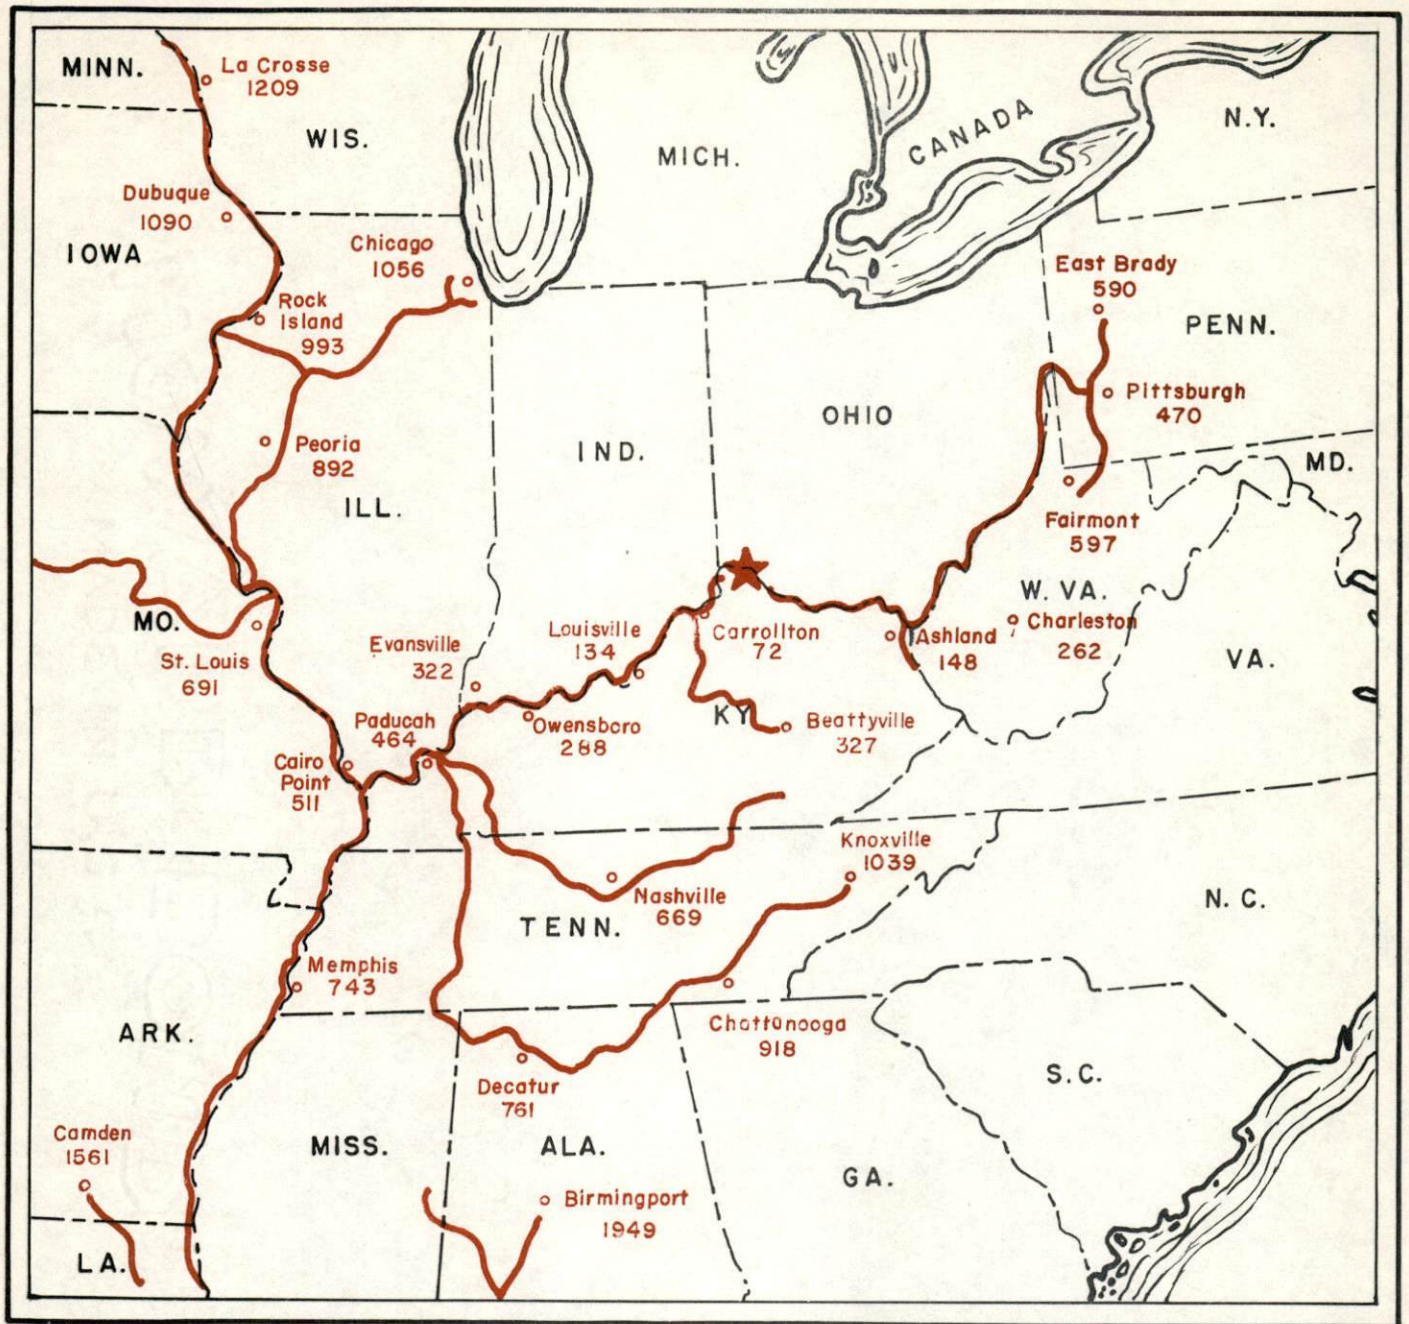 MINN.
La Crosse
1209
WIS.
MICH.
CANADA
N.Y.
Dubuque
1090
IOWA
Chicago
1056
Rock
Island
993
East Brady
590
PENN.
Pittsburgh
470
OHIO
IND.
Peoria
892
ILL.
MD.
Fairmont
597
W. VA.
Charleston
262
VA.
MO.
St. Louis
691
Evansville
322
Louisville
134
Carrollton
72
Ashland
148
Paducah
464
Owensboro
288
KY
Beattyville
327
Cairo
Point
511
Knoxville
1039
Nashville
669
TENN.
N. C.
Memphis
743
ARK.
Chattanooga
918
Decatur
761
S. C.
Camden
1561
MISS.
ALA.
GA.
Birmingport
1949
LA.